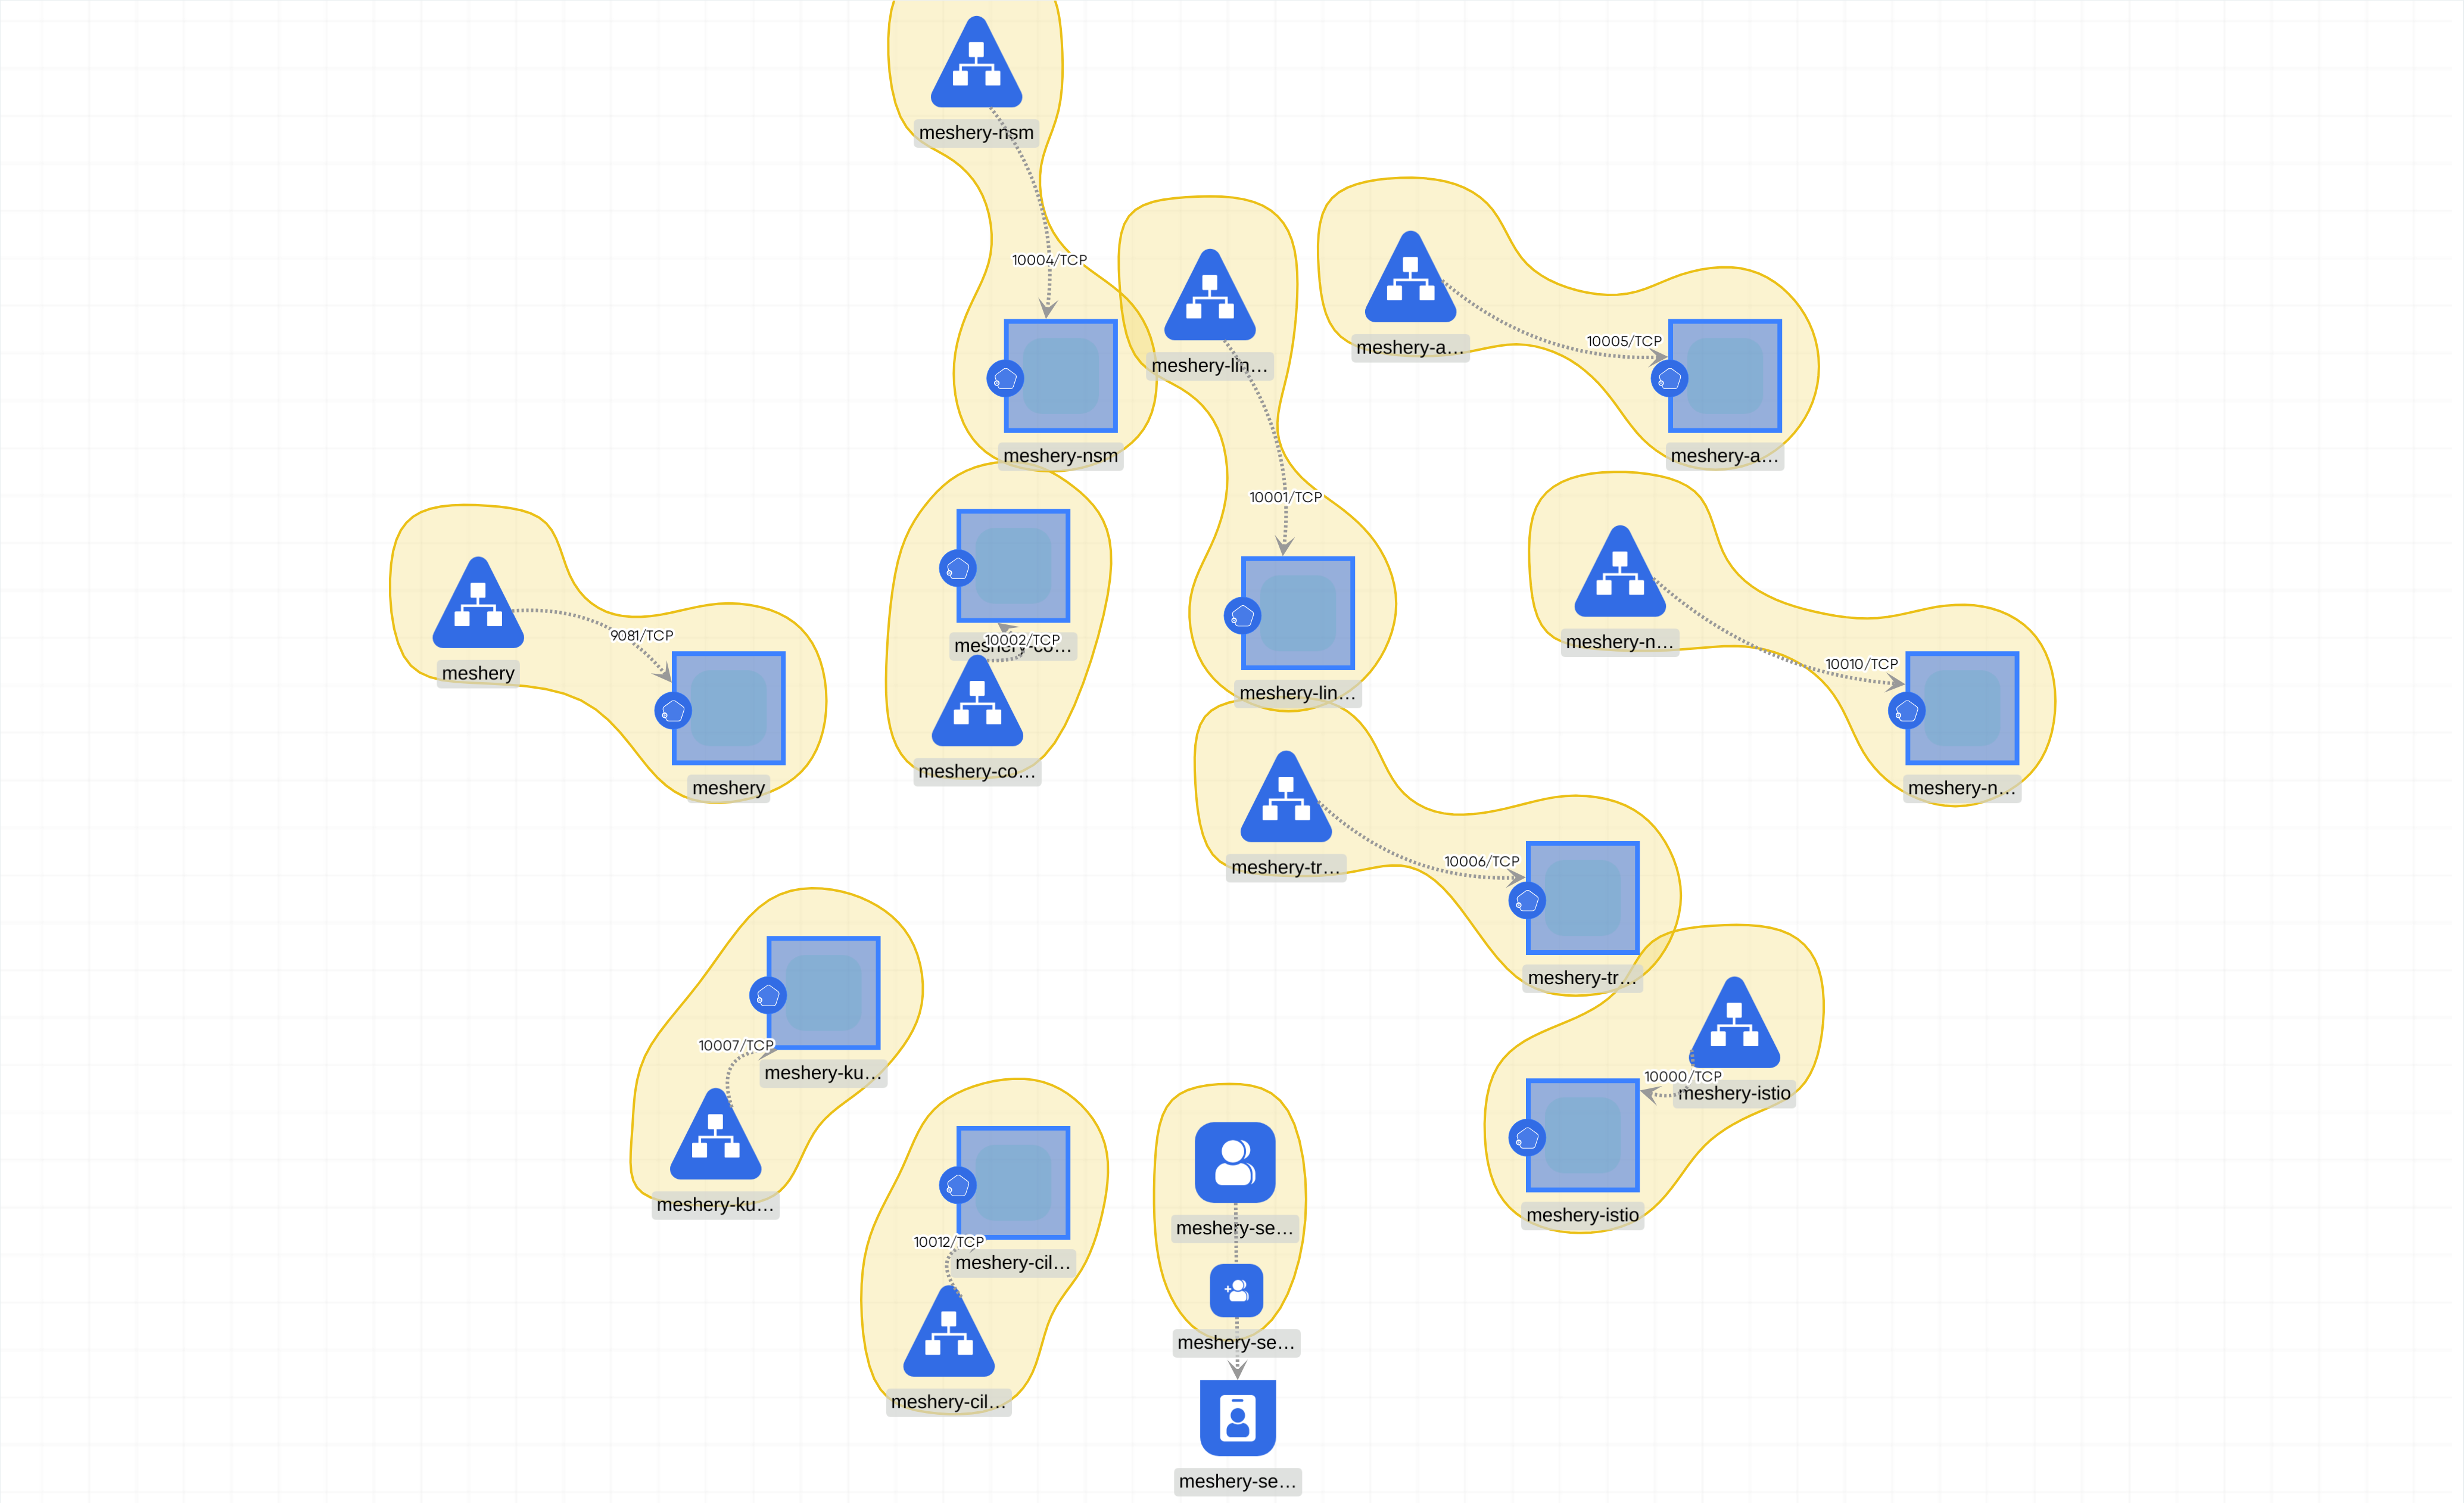 meshery-nsm
10004/TCP
meshery-nsm
meshery-lin…
10001/TCP
meshery-lin…
meshery-a…
10005/TCP
meshery-a…
meshery
9081/TCP
meshery
meshery-co…
10002/TCP
meshery-co…
meshery-n…
10010/TCP
meshery-n…
meshery-tr…
10006/TCP
meshery-tr…
meshery-ku…
10007/TCP
meshery-ku…
10000/TCP
meshery-istio
meshery-istio
10012/TCP
meshery-cil…
meshery-cil…
meshery-se…
meshery-se…
meshery-se…